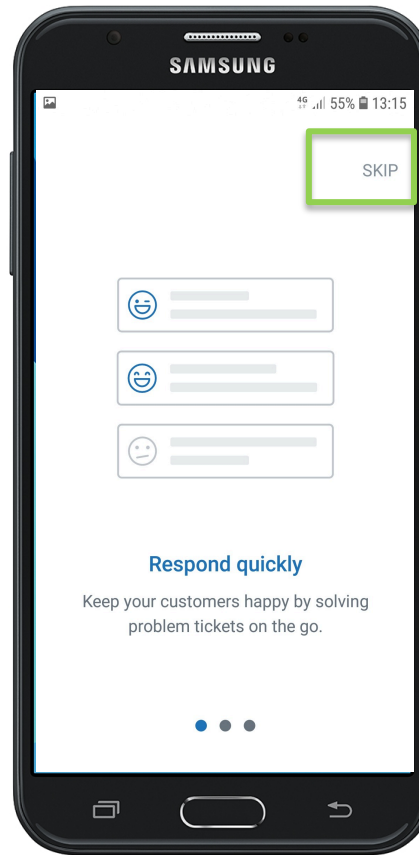 SAMSUNG
4G 55% 13:15
SKIP
Respond quickly
Keep your customers happy by solving
problem tickets on the go.